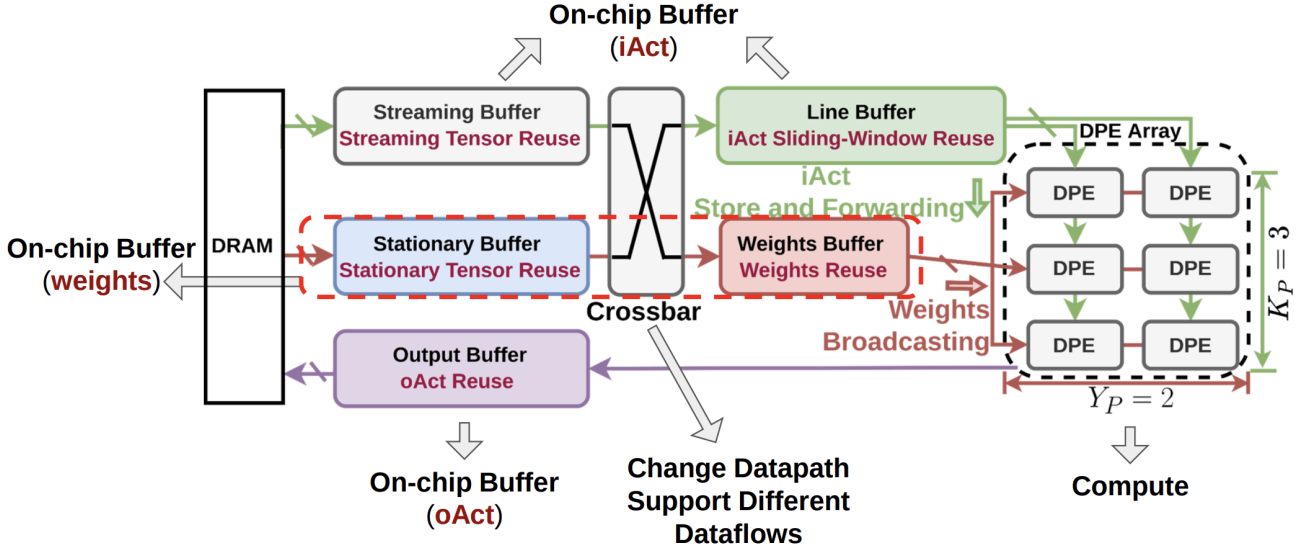 On-chip Buffer
(iAct)
Streaming Buffer
Streaming Tensor Reuse
Line Buffer
iAct Sliding-Window Reuse
DPE Array
iAct
Store and Forwarding
DPE
DPE
On-chip Buffer
(weights)
DRAM
Stationary Buffer
Stationary Tensor Reuse
Weights Buffer
Weights Reuse
DPE
DPE
K_P = 3
Crossbar
Weights
Broadcasting
Output Buffer
oAct Reuse
DPE
DPE
Y_P = 2
On-chip Buffer
(oAct)
Change Datapath
Support Different
Dataflows
Compute